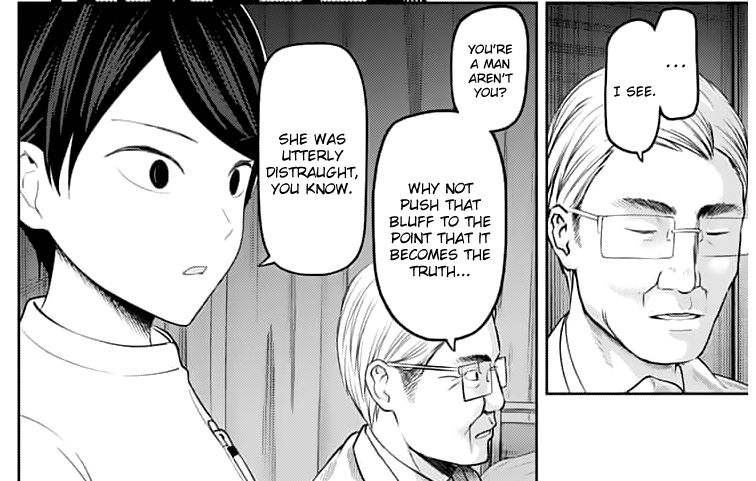 ...
I SEE.
YOU'RE
A MAN
AREN'T
YOU?
WHY NOT
PUSH THAT
BLUFF TO THE
POINT THAT IT
BECOMES THE
TRUTH...
SHE WAS
UTTERLY
DISTRAUGHT,
YOU KNOW.